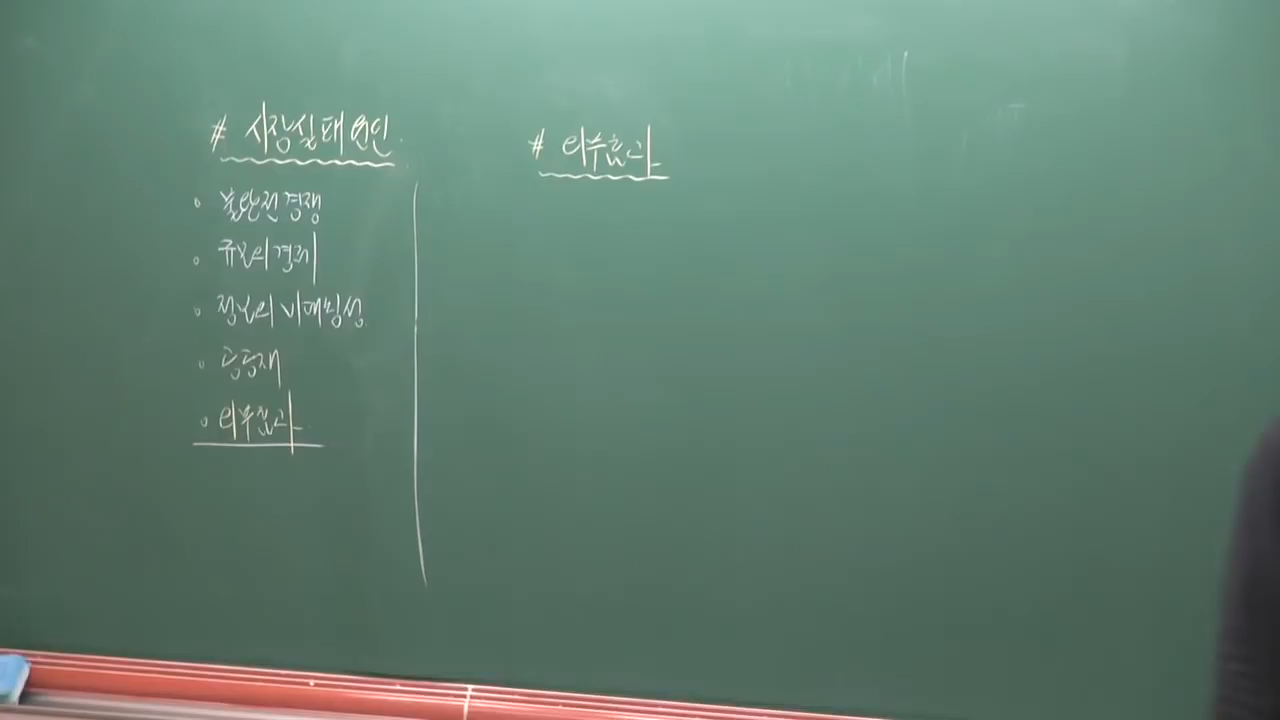 # 시장실패 원인
◦ 불완전경쟁
◦ 규모의 경제
◦ 정보의 비대칭성
◦ 공공재
◦ 외부효과
# 외부효과